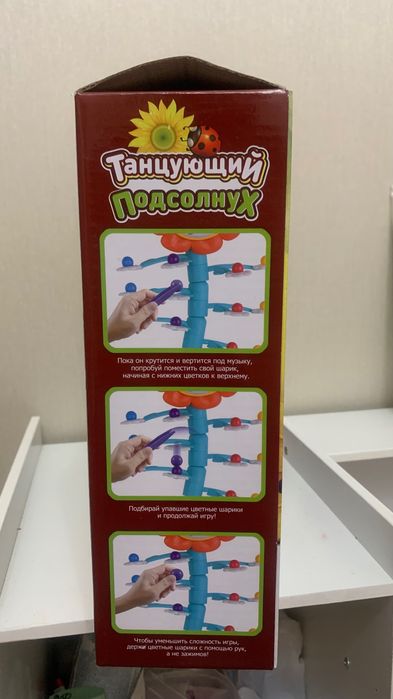 Танцующий
Подсолнух
Пока он крутится и вертится под музыку,
попробуй поместить свой шарик,
начиная с нижних цветков к верхнему.
Подбирай упавшие цветные шарики
и продолжай игру!
Чтобы уменьшить сложность игры,
держи цветные шарики с помощью рук,
а не зажимов!